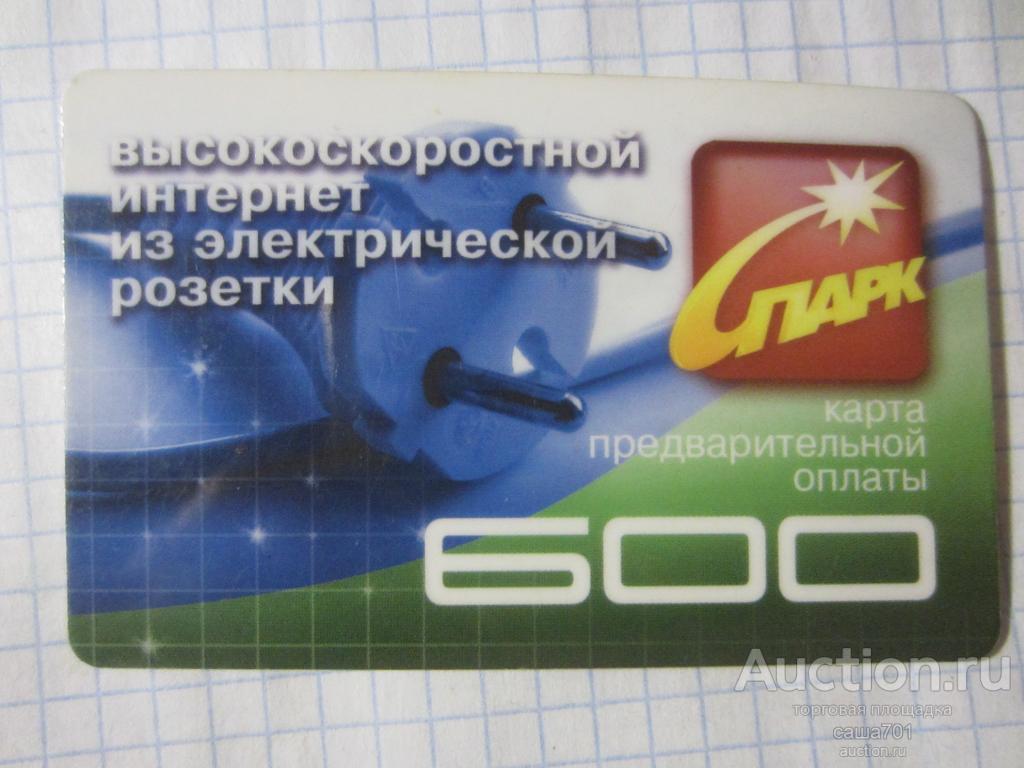 высокоскоростной
интернет
из электрической
розетки
СПАРК
карта
предварительной
оплаты
600
Auction.ru
торговая площадка
саша701
auction.ru